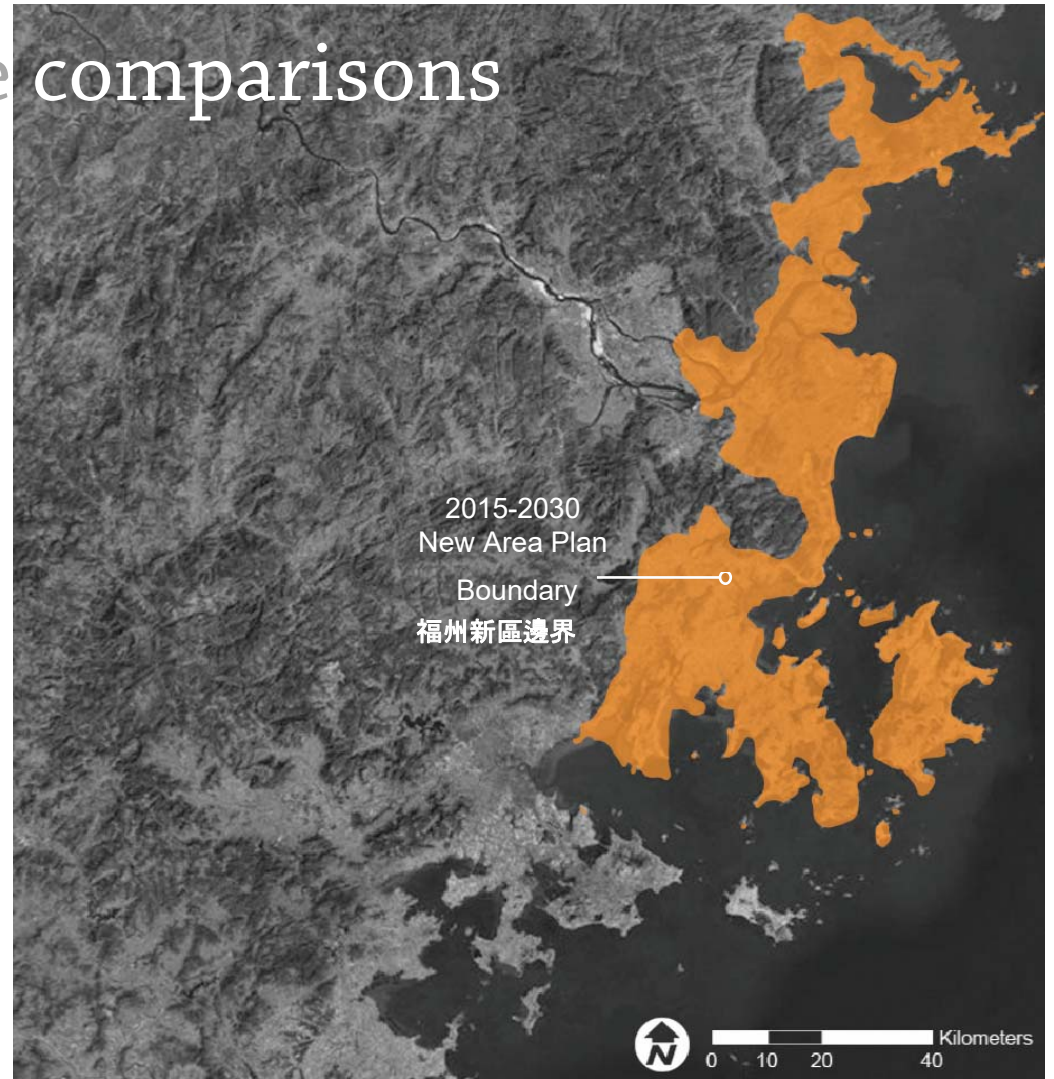 e comparisons
2015-2030
New Area Plan
Boundary
福州新區邊界
N
Kilometers
0 10 20 40